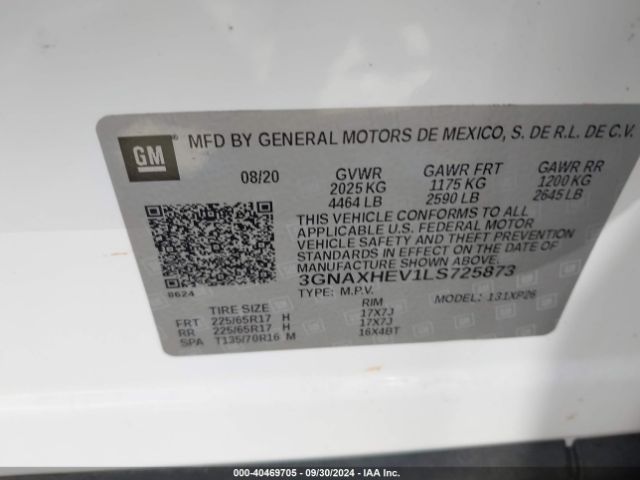 GM
MFD BY GENERAL MOTORS DE MEXICO, S. DE R.L. DE C.V.
08/20 GVWR GAWR FRT GAWR RR
2025 KG 1175 KG 1200 KG
4464 LB 2590 LB 2645 LB
THIS VEHICLE CONFORMS TO ALL
APPLICABLE U.S. FEDERAL MOTOR
VEHICLE SAFETY AND THEFT PREVENTION
STANDARDS IN EFFECT ON THE DATE OF
MANUFACTURE SHOWN ABOVE.
3GNAXHEV1LS725873
TYPE: M.P.V. MODEL: 131XP26
0624
TIRE SIZE RIM
FRT 225/65R17 H 17X7J
RR 225/65R17 H 17X7J
SPA T135/70R16 M 16X4BT
000-40469705 - 09/30/2024 - IAA Inc.